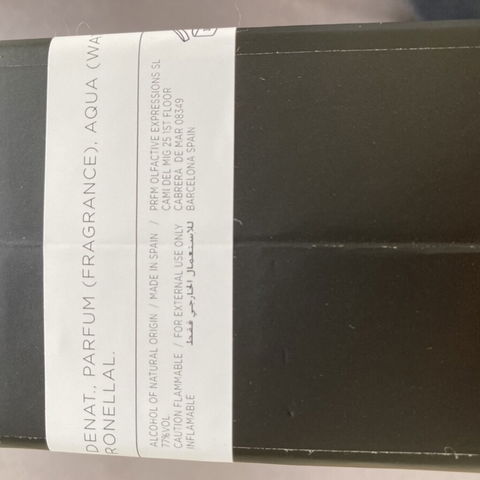 DENAT., PARFUM (FRAGRANCE), AQUA (WA
RONELLAL.
ALCOHOL OF NATURAL ORIGIN / MADE IN SPAIN /
77%VOL
CAUTION FLAMMABLE / FOR EXTERNAL USE ONLY
INFLAMABLE للاستعمال الخارجي فقط
PRFM OLFACTIVE EXPRESSIONS SL
CAMI DEL MIG 25 1ST FLOOR
CABRERA DE MAR 08349
BARCELONA SPAIN